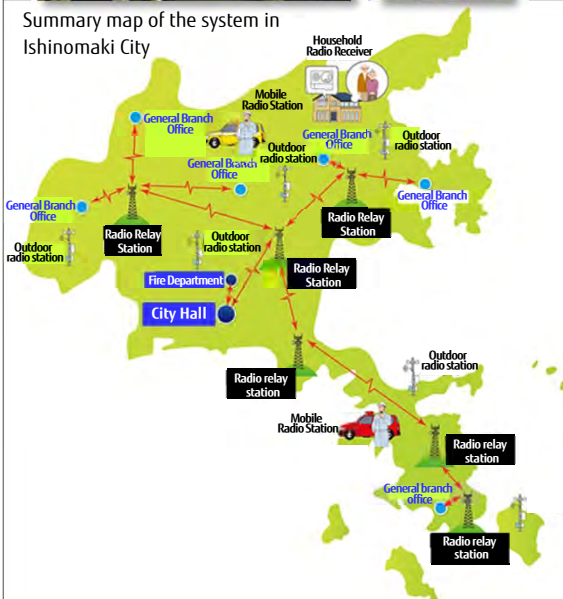 Summary map of the system in
Ishinomaki City
Household
Radio Receiver
Mobile
Radio Station
General Branch
Office
General Branch
Office
Outdoor
radio station
General Branch
Office
Outdoor
radio station
General Branch
Office
General Branch
Office
Radio Relay
Station
Radio Relay
Station
Outdoor
radio station
Outdoor
radio station
Radio Relay
Station
Fire Department
City Hall
Radio relay
station
Outdoor
radio station
Mobile
Radio Station
Radio relay
station
General branch
office
Radio relay
station